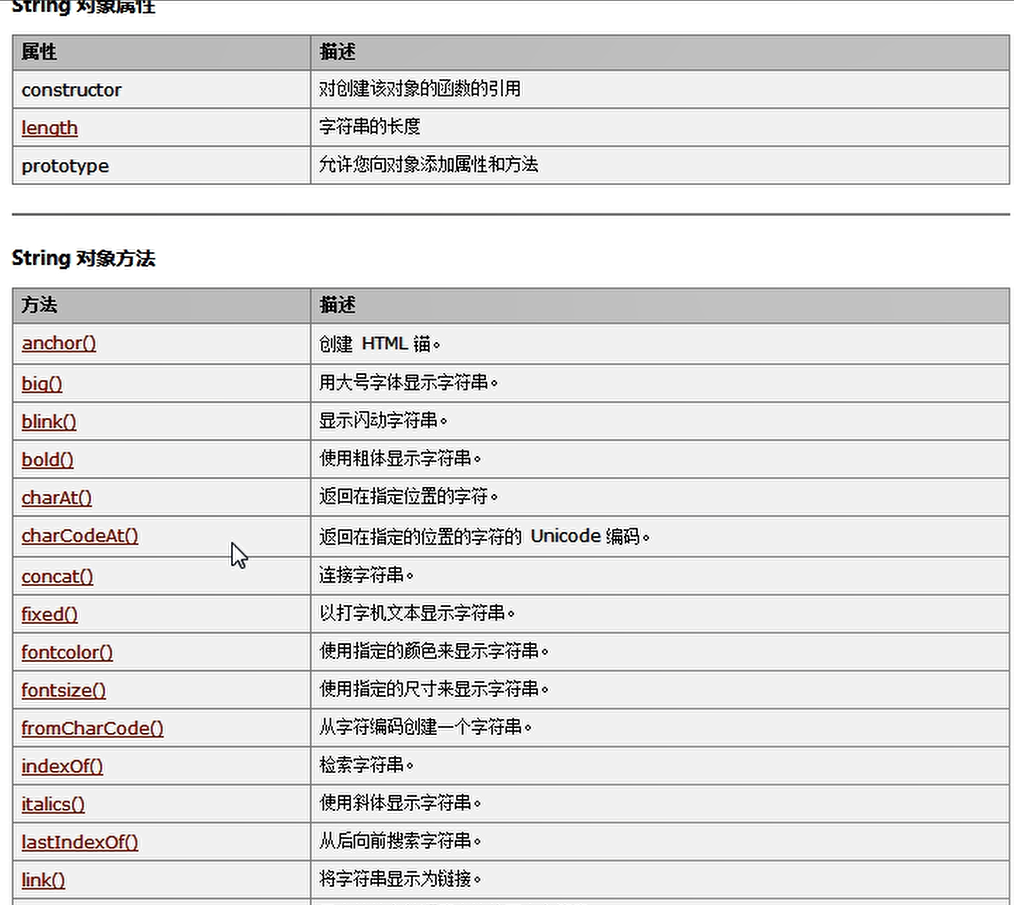 String 对象属性
属性 描述
constructor 对创建该对象的函数的引用
length 字符串的长度
prototype 允许您向对象添加属性和方法
String 对象方法
方法 描述
anchor() 创建 HTML 锚。
big() 用大号字体显示字符串。
blink() 显示闪动字符串。
bold() 使用粗体显示字符串。
charAt() 返回在指定位置的字符。
charCodeAt() 返回在指定的位置的字符的 Unicode 编码。
concat() 连接字符串。
fixed() 以打字机文本显示字符串。
fontcolor() 使用指定的颜色来显示字符串。
fontsize() 使用指定的尺寸来显示字符串。
fromCharCode() 从字符编码创建一个字符串。
indexOf() 检索字符串。
italics() 使用斜体显示字符串。
lastIndexOf() 从后向前搜索字符串。
link() 将字符串显示为链接。